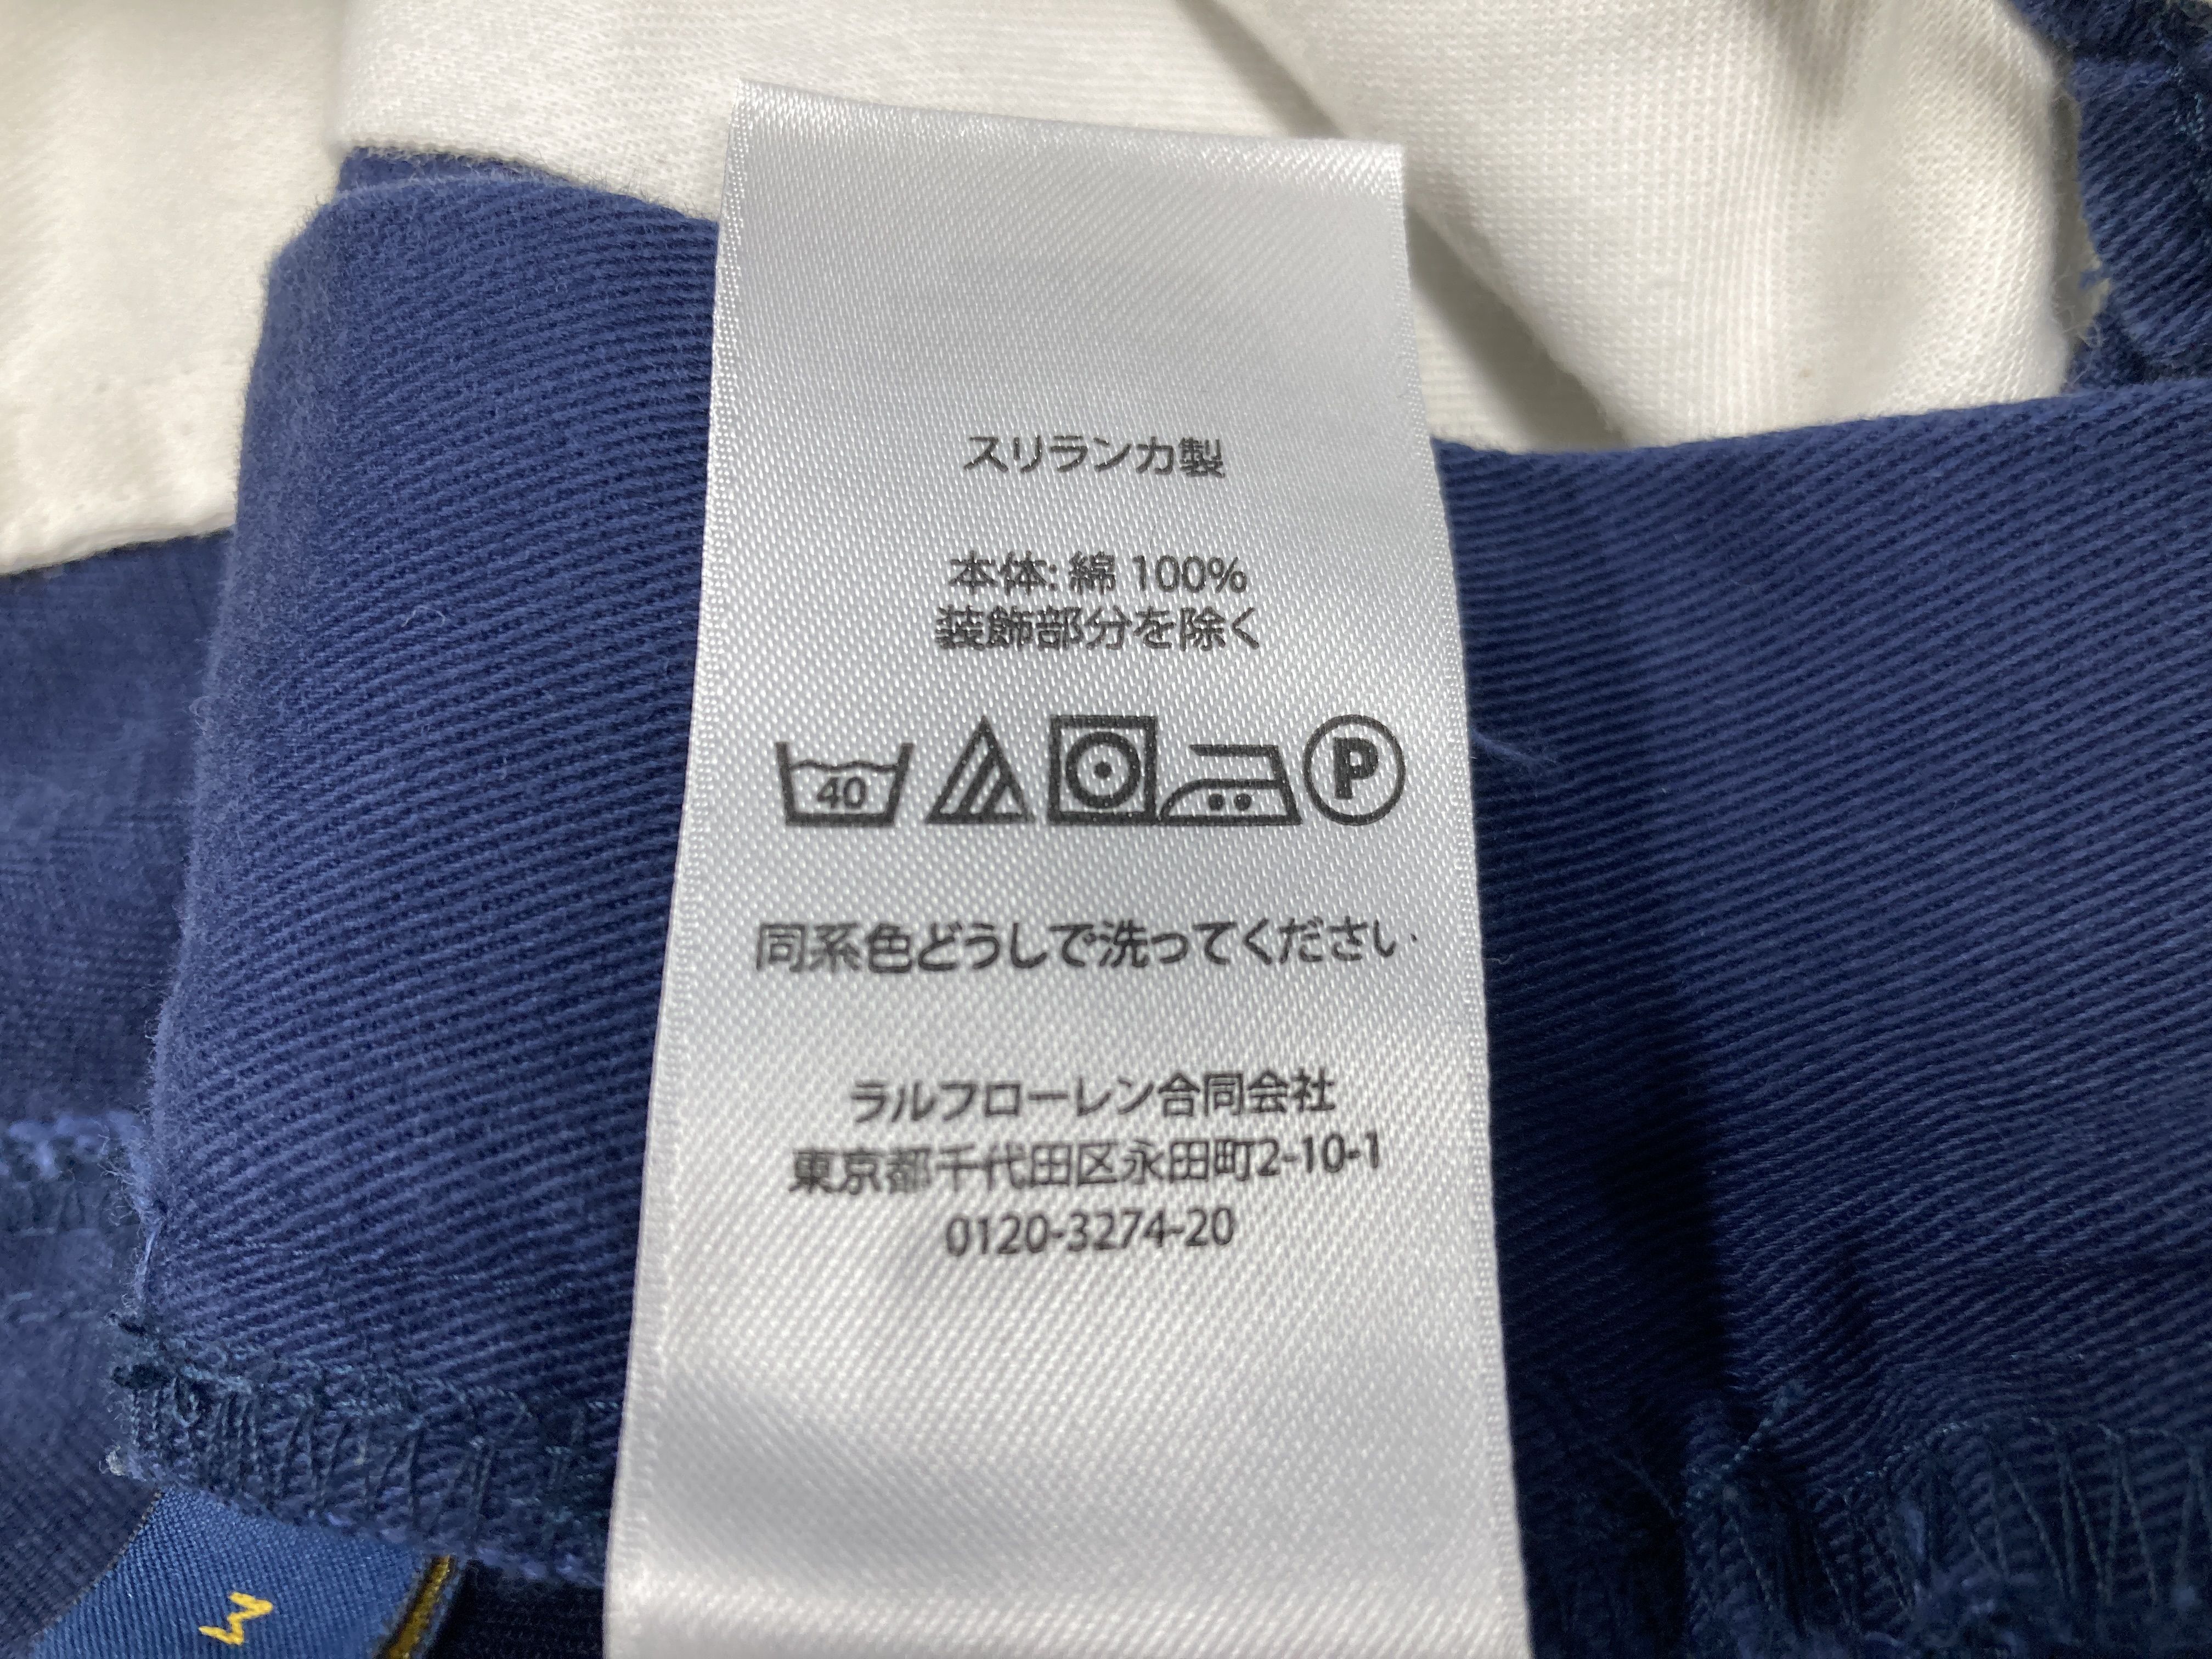 スリランカ製
本体: 綿 100%
装飾部分を除く
40
P
同系色どうしで洗ってください
ラルフローレン合同会社
東京都千代田区永田町2-10-1
0120-3274-20
M